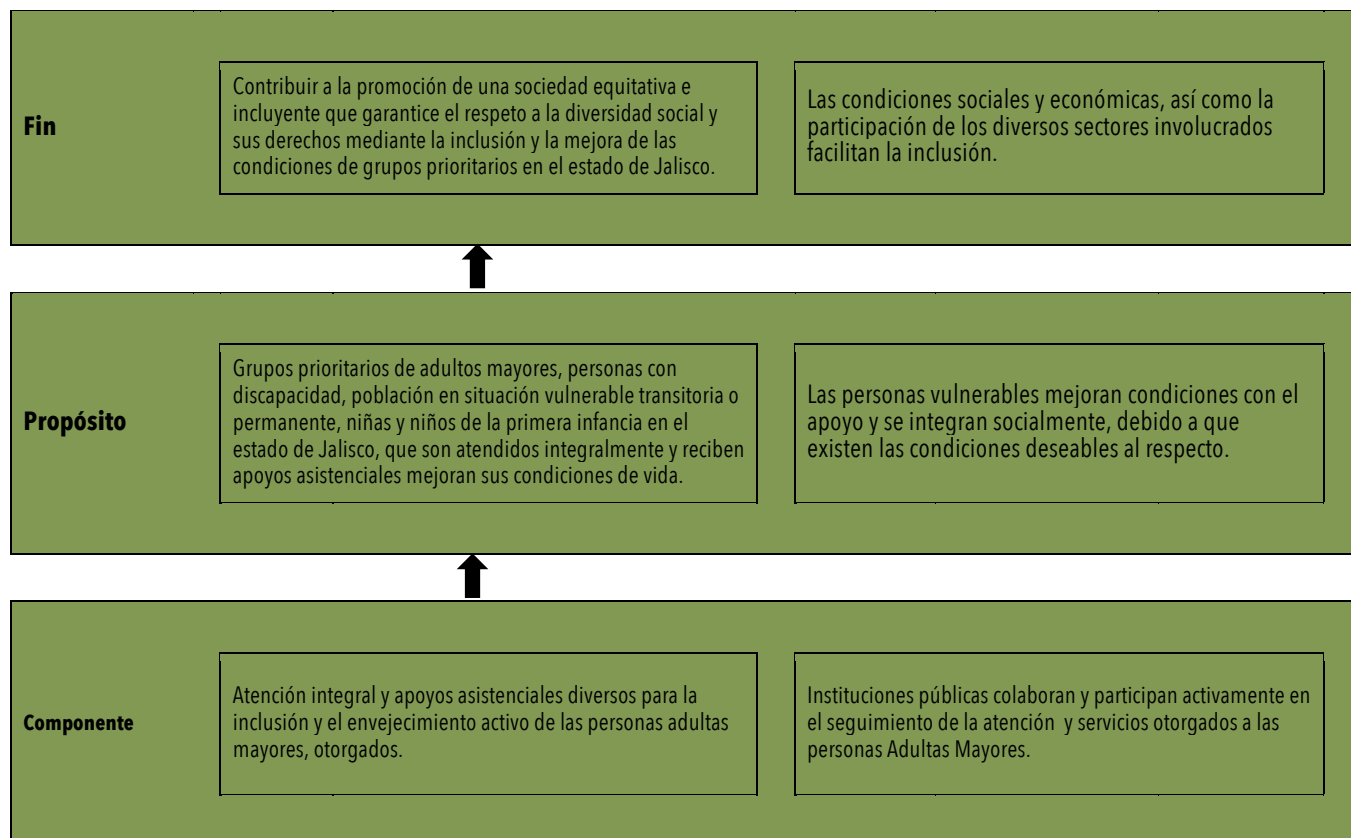 Fin
Contribuir a la promoción de una sociedad equitativa e
incluyente que garantice el respeto a la diversidad social y
sus derechos mediante la inclusión y la mejora de las
condiciones de grupos prioritarios en el estado de Jalisco.
Las condiciones sociales y económicas, así como la
participación de los diversos sectores involucrados
facilitan la inclusión.
Propósito
Grupos prioritarios de adultos mayores, personas con
discapacidad, población en situación vulnerable transitoria o
permanente, niñas y niños de la primera infancia en el
estado de Jalisco, que son atendidos integralmente y reciben
apoyos asistenciales mejoran sus condiciones de vida.
Las personas vulnerables mejoran condiciones con el
apoyo y se integran socialmente, debido a que
existen las condiciones deseables al respecto.
Componente
Atención integral y apoyos asistenciales diversos para la
inclusión y el envejecimiento activo de las personas adultas
mayores, otorgados.
Instituciones públicas colaboran y participan activamente en
el seguimiento de la atención y servicios otorgados a las
personas Adultas Mayores.